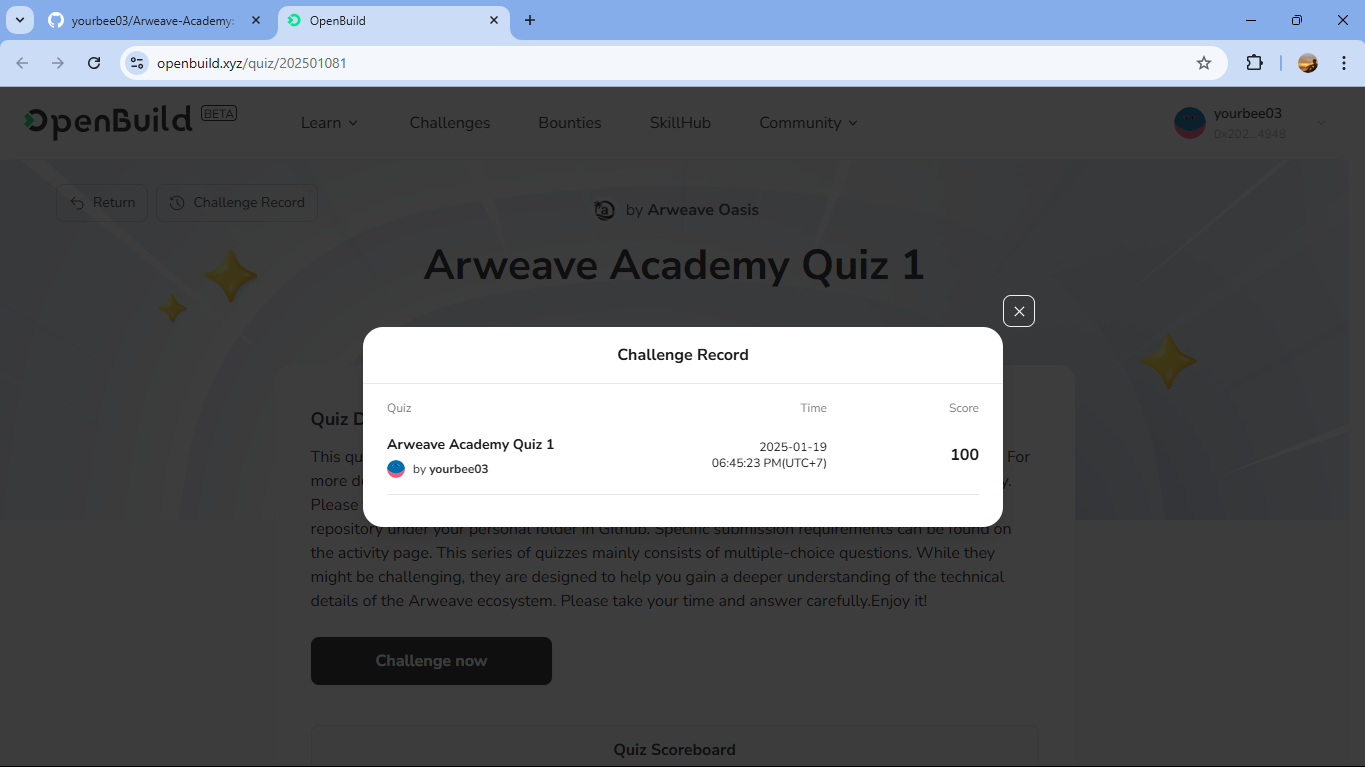 yourbee03/Arweave-Academy:
OpenBuild
openbuild.xyz/quiz/202501081
OpenBuild BETA
Learn
Challenges
Bounties
SkillHub
Community
yourbee03
0x202...4948
Return
Challenge Record
by Arweave Oasis
Arweave Academy Quiz 1
Challenge Record
Quiz
Time
Score
Arweave Academy Quiz 1
by yourbee03
2025-01-19
06:45:23 PM(UTC+7)
100
Quiz
This
For
more
Please
repository under your personal folder in Github. Specific submission requirements can be found on
the activity page. This series of quizzes mainly consists of multiple-choice questions. While they
might be challenging, they are designed to help you gain a deeper understanding of the technical
details of the Arweave ecosystem. Please take your time and answer carefully.Enjoy it!
Challenge now
Quiz Scoreboard